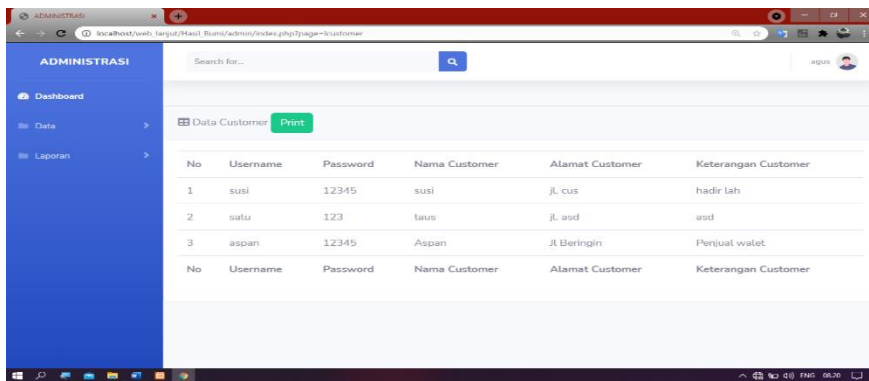 ADMINISTRASI
localhost/web_lanjut/Hasil_Bumi/admin/index.php?page=lcustomer
ADMINISTRASI
Search for...
agus
Dashboard
Data
Laporan
Data Customer Print
No Username Password Nama Customer Alamat Customer Keterangan Customer
1 susi 12345 susi jl. cus hadir lah
2 satu 123 taus jl. asd asd
3 aspan 12345 Aspan Jl Beringin Penjual walet
No Username Password Nama Customer Alamat Customer Keterangan Customer
ENG 08.20